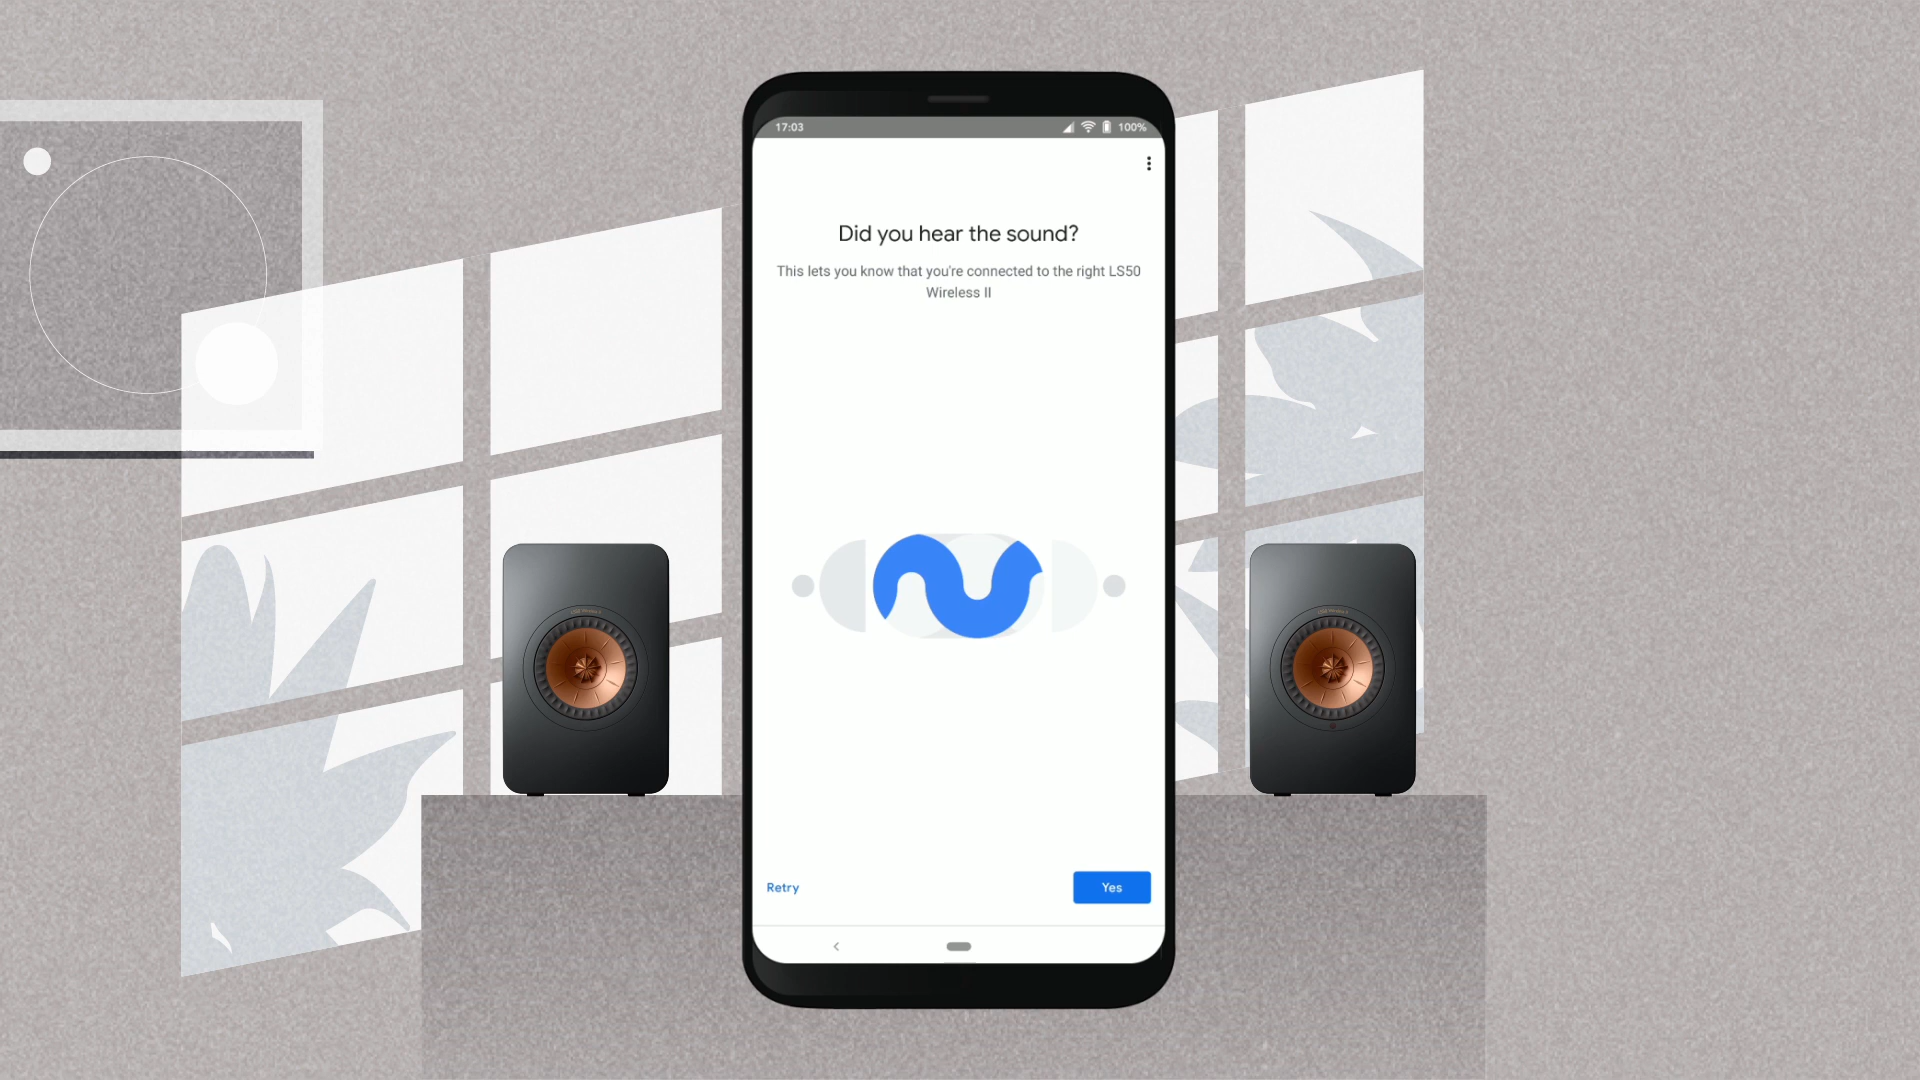 17:03
100%
Did you hear the sound?
This lets you know that you're connected to the right LS50
Wireless II
Retry
Yes